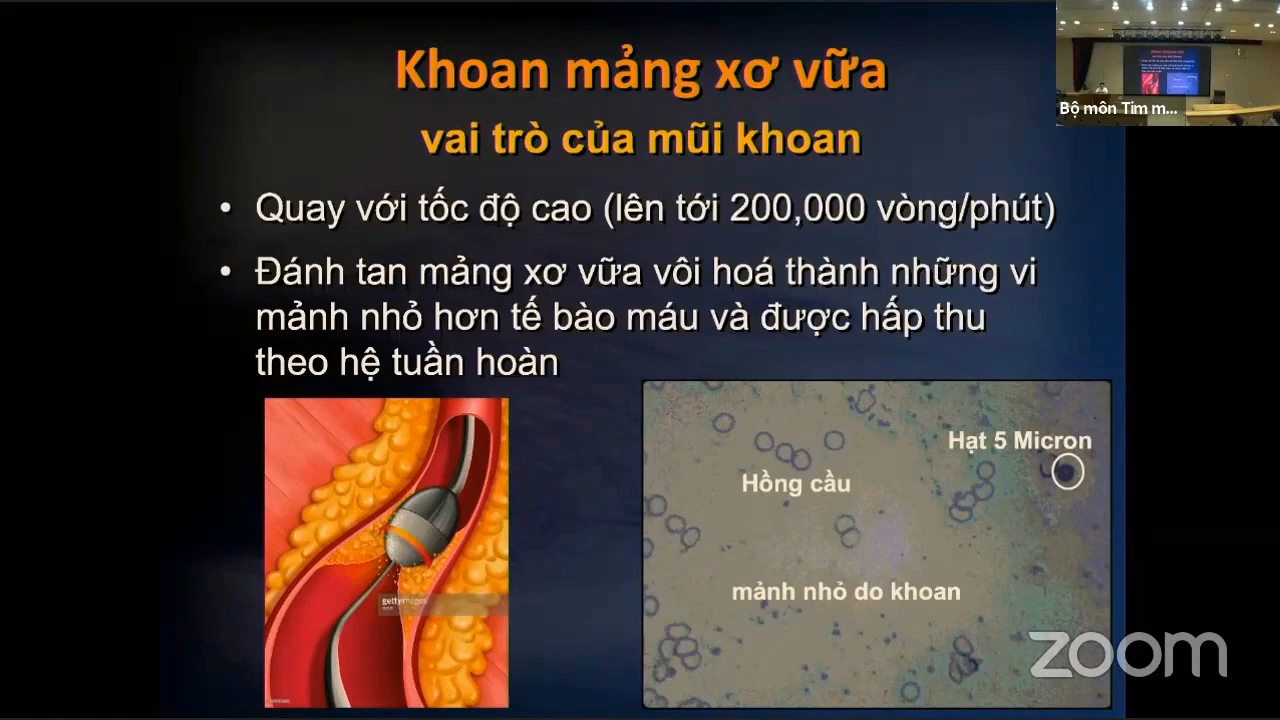 Khoan mảng xơ vữa
vai trò của mũi khoan
• Quay với tốc độ cao (lên tới 200,000 vòng/phút)
• Đánh tan mảng xơ vữa vôi hoá thành những vi
mảnh nhỏ hơn tế bào máu và được hấp thu
theo hệ tuần hoàn
Bộ môn Tim m...
Hạt 5 Micron
Hồng cầu
mảnh nhỏ do khoan
gettyimages
zoom